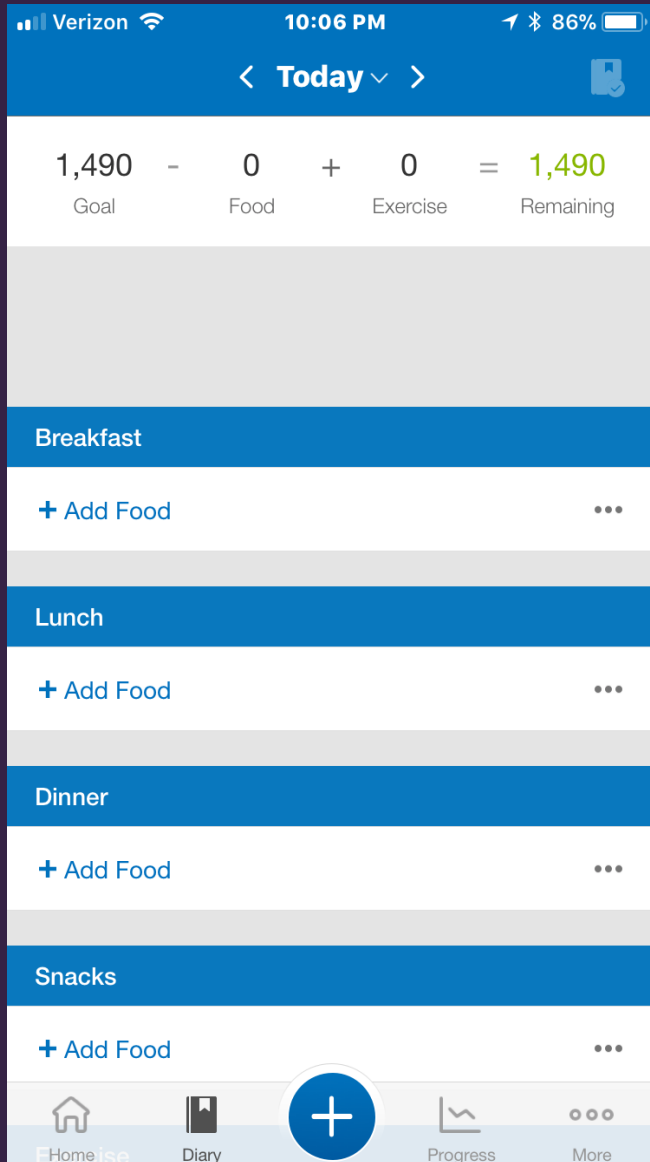 Verizon 10:06 PM 86%
Today
1,490 - 0 + 0 = 1,490
Goal Food Exercise Remaining
Breakfast
+ Add Food
Lunch
+ Add Food
Dinner
+ Add Food
Snacks
+ Add Food
Home Diary Progress More